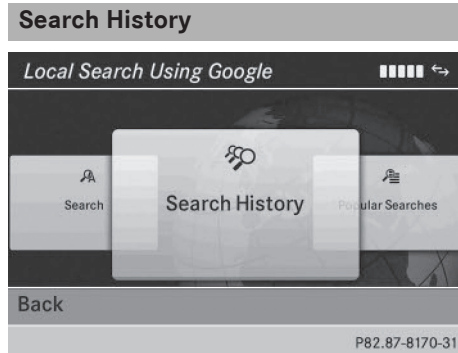 Search History
Local Search Using Google
Search
Search History
Popular Searches
Back
P82.87-8170-31